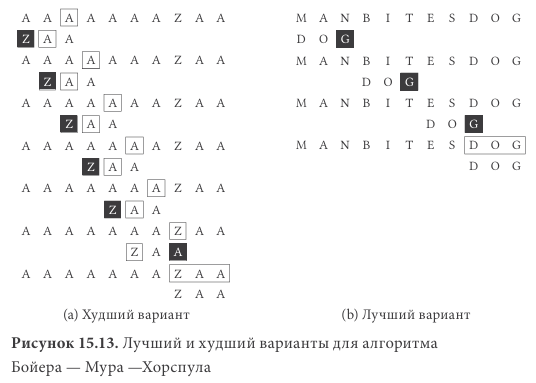 A A A A A A A Z A A
Z A A
A A A A A A A Z A A
Z A A
A A A A A A A Z A A
Z A A
A A A A A A A Z A A
Z A A
A A A A A A A Z A A
Z A A
A A A A A A A Z A A
Z A A
A A A A A A A Z A A
Z A A
(a) Худший вариант
M A N B I T E S D O G
D O G
M A N B I T E S D O G
D O G
M A N B I T E S D O G
D O G
M A N B I T E S D O G
D O G
(b) Лучший вариант
Рисунок 15.13. Лучший и худший варианты для алгоритма
Бойера — Мура —Хорспула